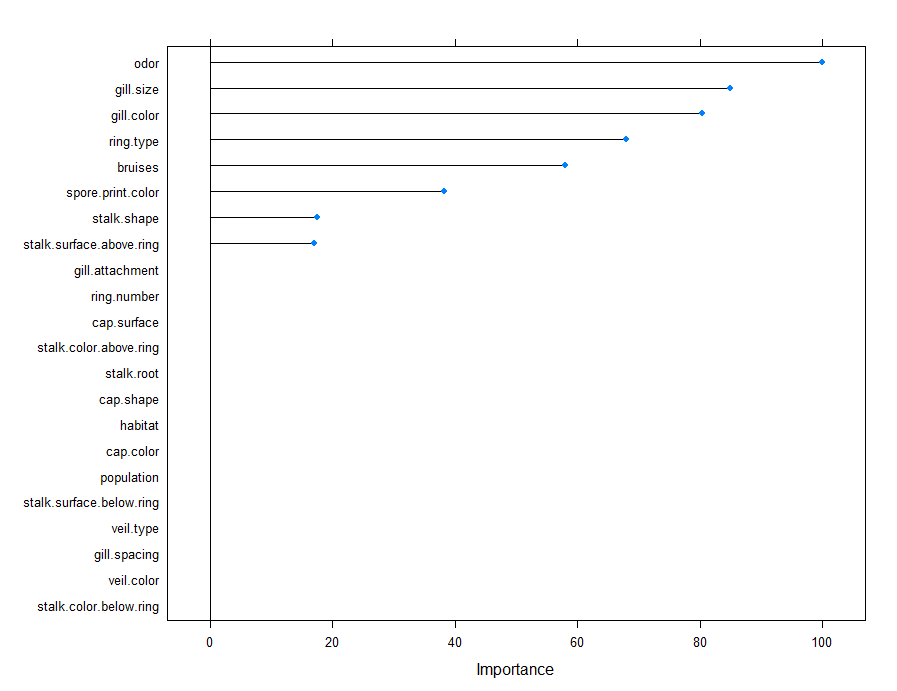 odor
gill.size
gill.color
ring.type
bruises
spore.print.color
stalk.shape
stalk.surface.above.ring
gill.attachment
ring.number
cap.surface
stalk.color.above.ring
stalk.root
cap.shape
habitat
cap.color
population
stalk.surface.below.ring
veil.type
gill.spacing
veil.color
stalk.color.below.ring
0 20 40 60 80 100
Importance